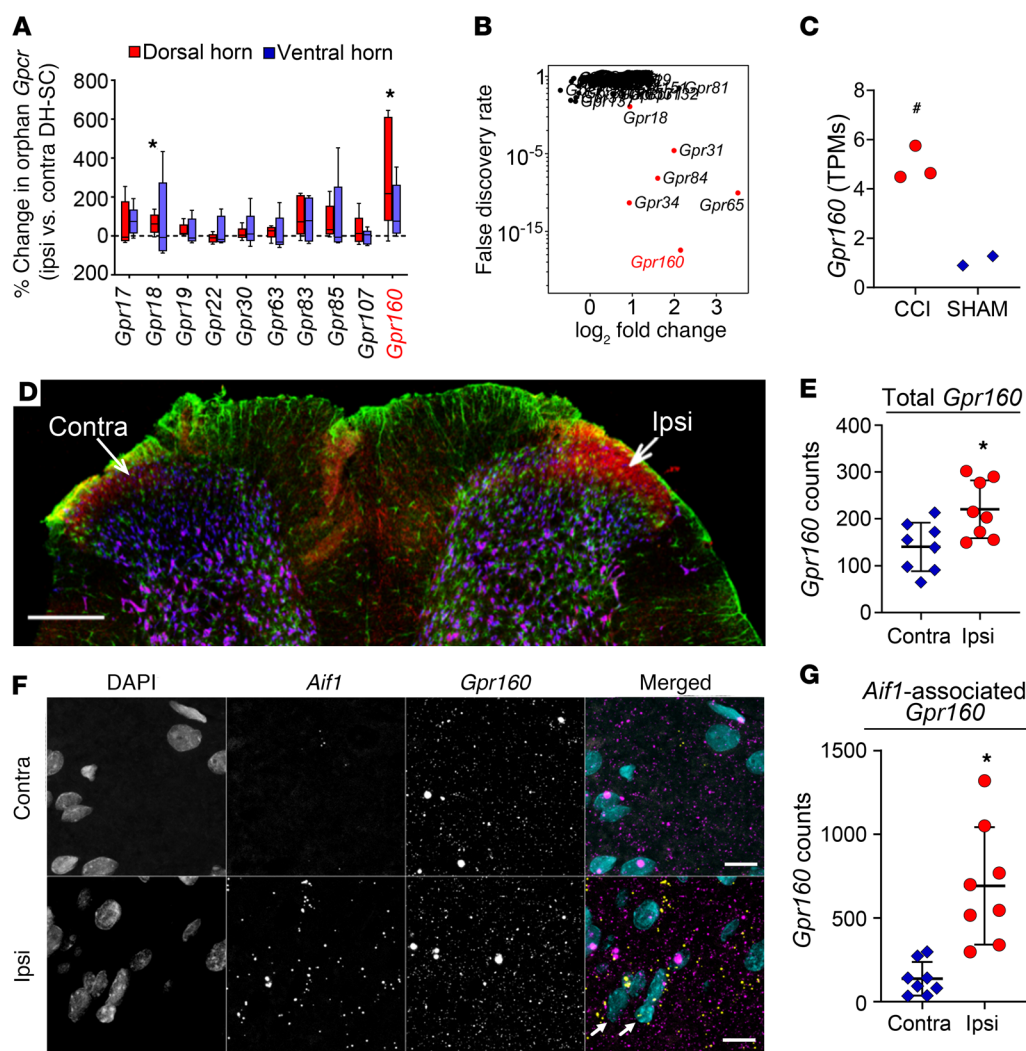 A
Dorsal horn Ventral horn
% Change in orphan Gpcr
(ipsi vs. contra DH-SC)
800
600
400
200
0
200
*
*
Gpr17
Gpr18
Gpr19
Gpr22
Gpr30
Gpr63
Gpr83
Gpr85
Gpr107
Gpr160
B
False discovery rate
1
10-5
10-15
Gpr81
Gpr137
Gpr18
Gpr31
Gpr84
Gpr65
Gpr34
Gpr160
0 1 2 3
log2 fold change
C
Gpr160 (TPMs)
8
6
4
2
0
#
CCI SHAM
D
Contra
Ipsi
E
Total Gpr160
Gpr160 counts
400
300
200
100
0
*
Contra Ipsi
F
DAPI Aif1 Gpr160 Merged
Contra
Ipsi
G
Aif1-associated
Gpr160
Gpr160 counts
1500
1000
500
0
*
Contra Ipsi